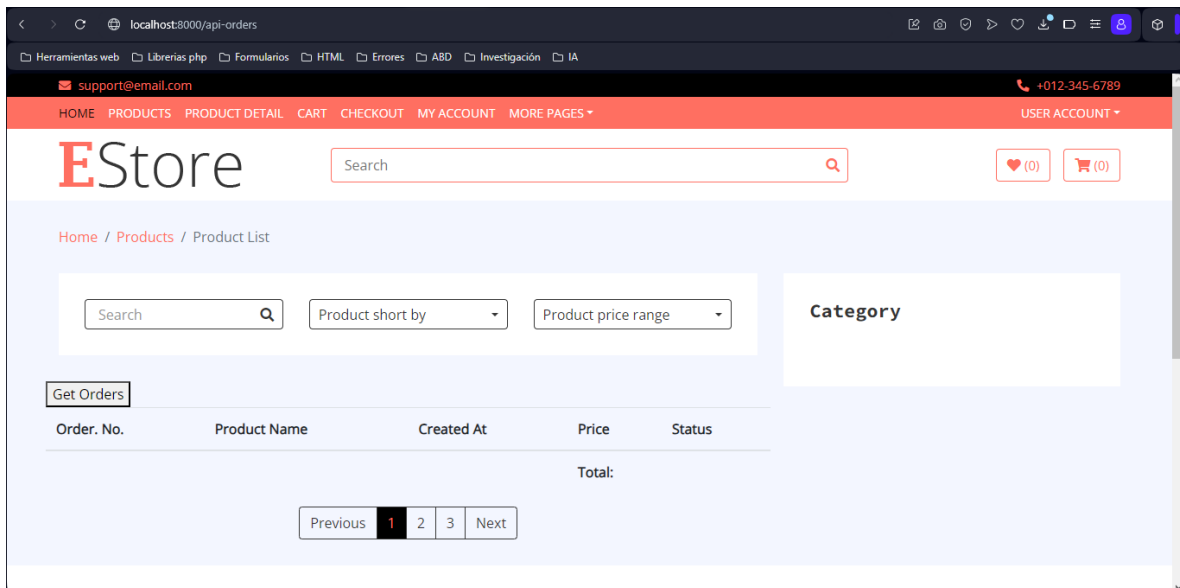 localhost:8000/api-orders
Herramientas web Librerias php Formularios HTML Errores ABD Investigación IA
support@email.com +012-345-6789
HOME PRODUCTS PRODUCT DETAIL CART CHECKOUT MY ACCOUNT MORE PAGES USER ACCOUNT
EStore Search (0) (0)
Home / Products / Product List
Search Product short by Product price range Category
Get Orders
Order. No. Product Name Created At Price Status
Total:
Previous 1 2 3 Next